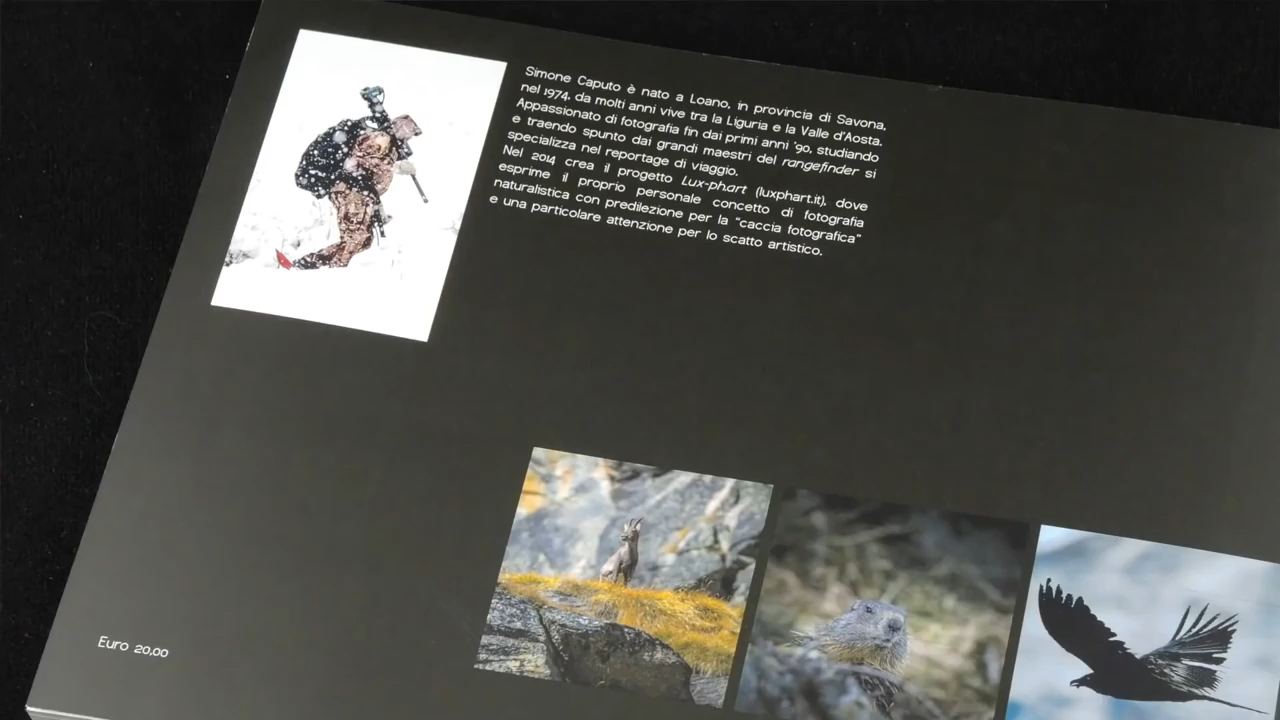 Simone Caputo è nato a Loano, in provincia di Savona,
nel 1974, da molti anni vive tra la Liguria e la Valle d'Aosta.
Appassionato di fotografia fin dai primi anni '90, studiando
e traendo spunto dai grandi maestri del rangefinder si
specializza nel reportage di viaggio.
Nel 2014 crea il progetto Lux-phart (luxphart.it), dove
esprime il proprio personale concetto di fotografia
naturalistica con predilezione per la "caccia fotografica"
e una particolare attenzione per lo scatto artistico.
Euro 20,00